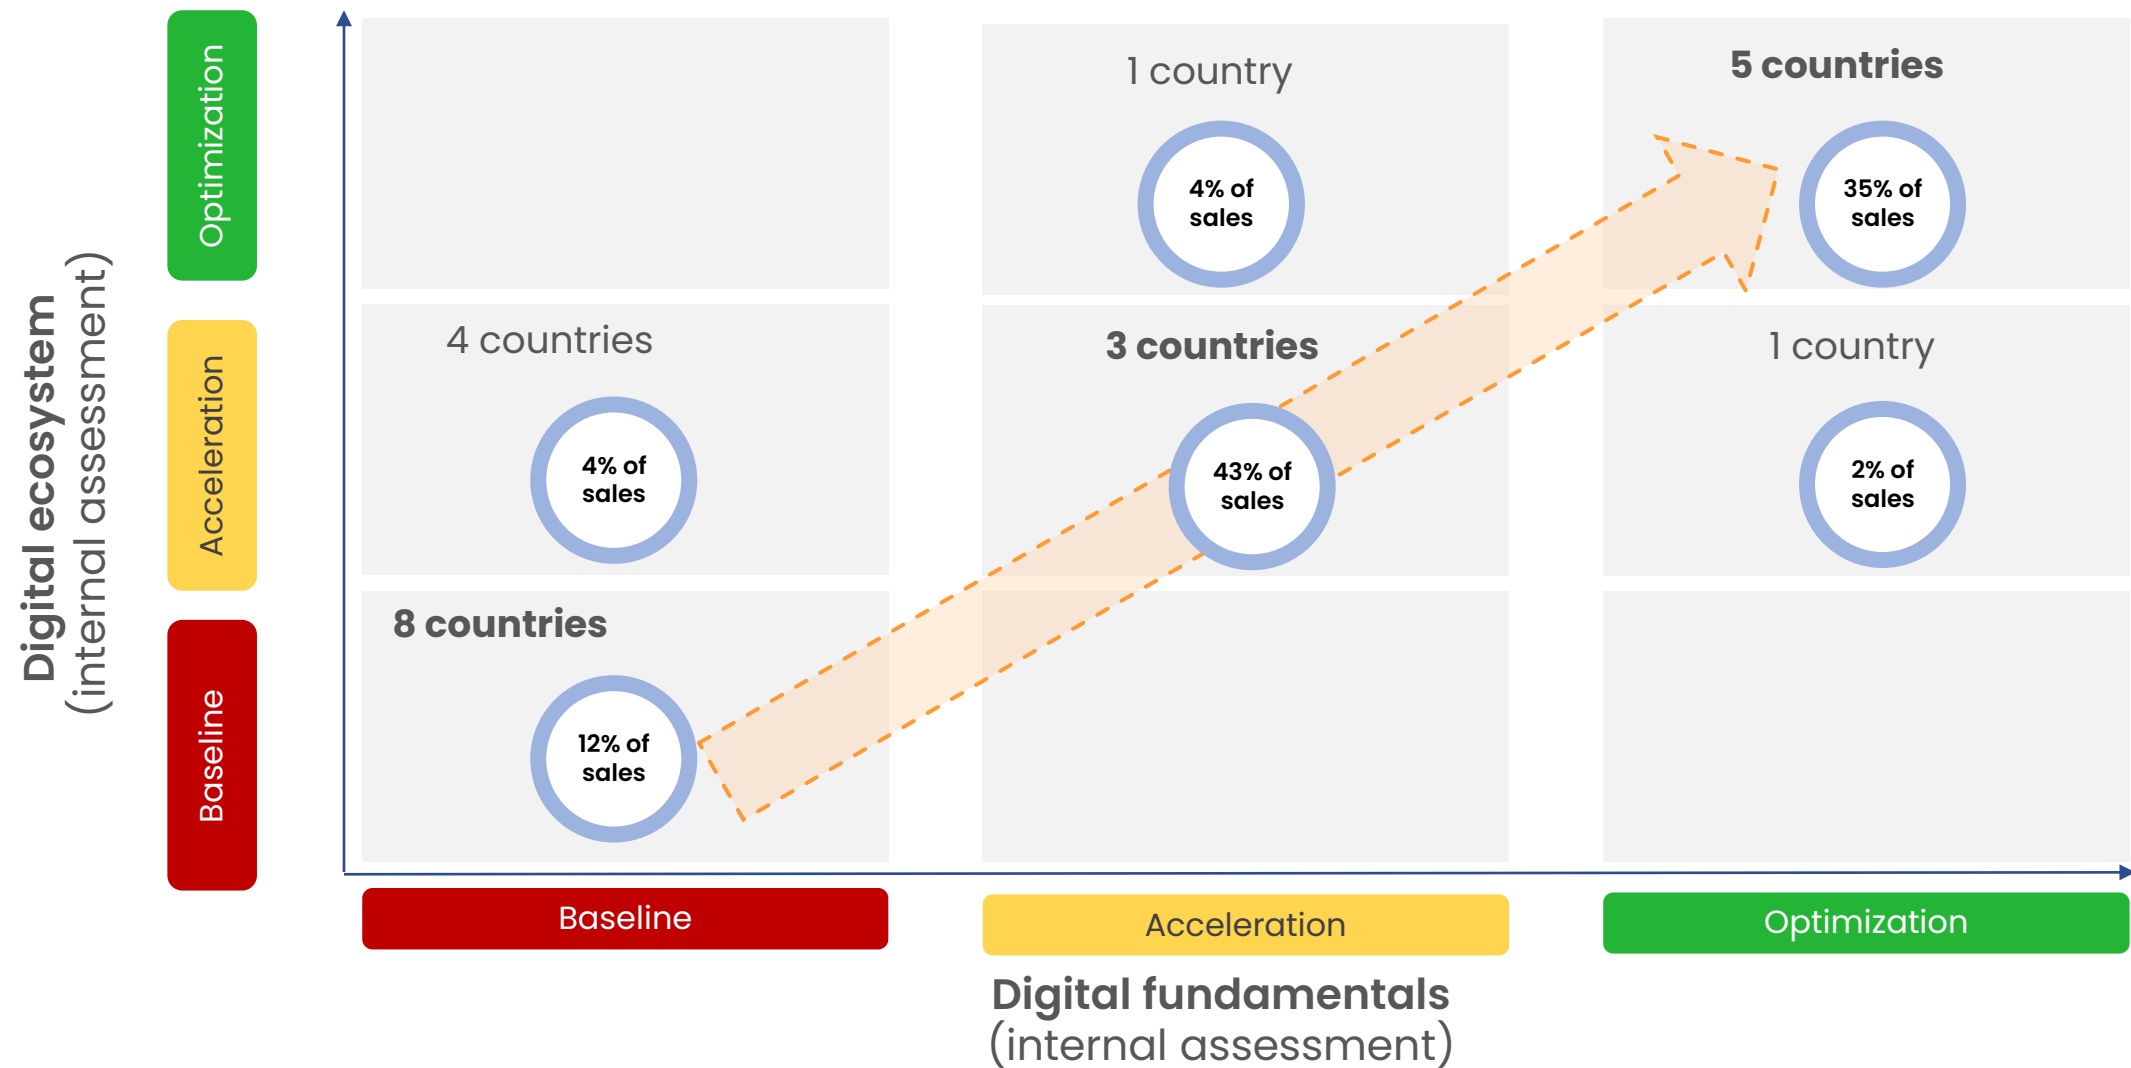 Digital ecosystem
(internal assessment)
Optimization
Acceleration
Baseline
1 country
4% of
sales
5 countries
35% of
sales
4 countries
4% of
sales
3 countries
43% of
sales
1 country
2% of
sales
8 countries
12% of
sales
Baseline
Acceleration
Optimization
Digital fundamentals
(internal assessment)